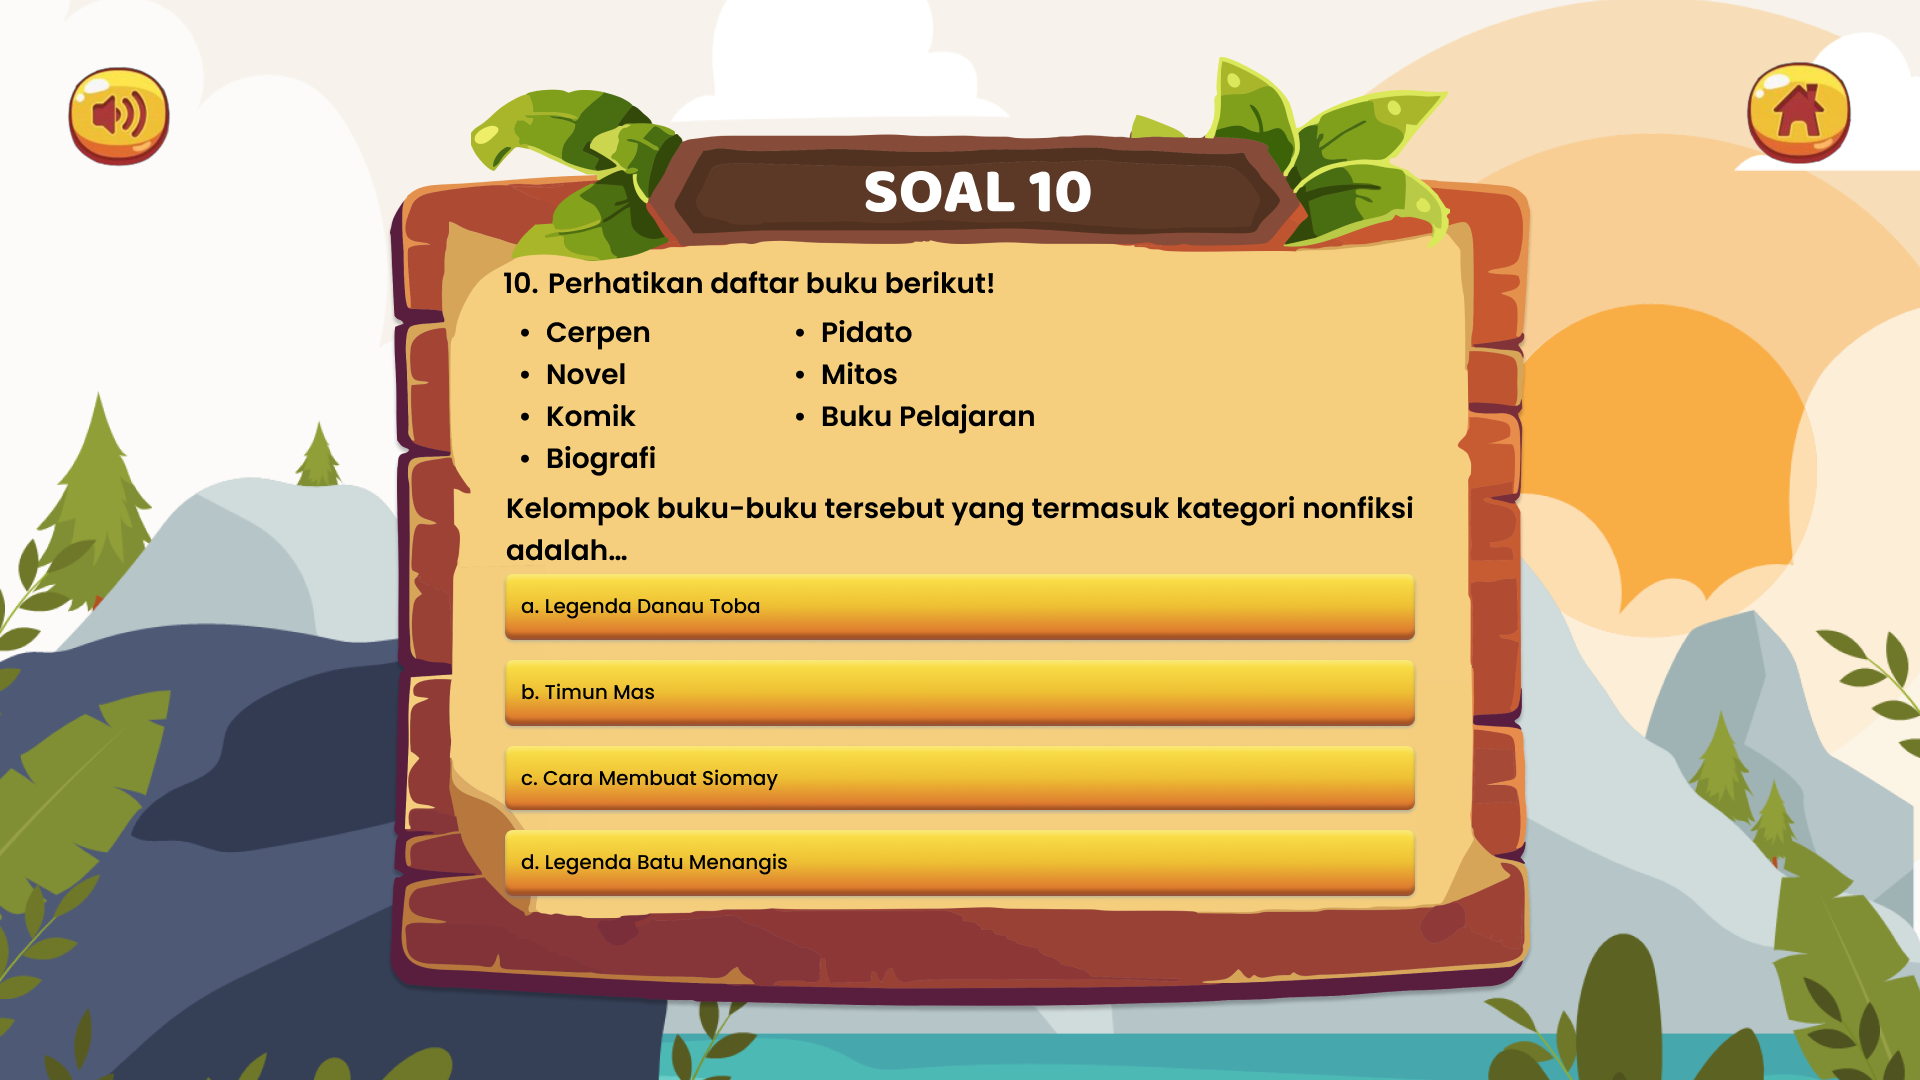 SOAL 10
10. Perhatikan daftar buku berikut!
• Cerpen
• Novel
• Komik
• Biografi
• Pidato
• Mitos
• Buku Pelajaran
Kelompok buku-buku tersebut yang termasuk kategori nonfiksi
adalah...
a. Legenda Danau Toba
b. Timun Mas
c. Cara Membuat Siomay
d. Legenda Batu Menangis